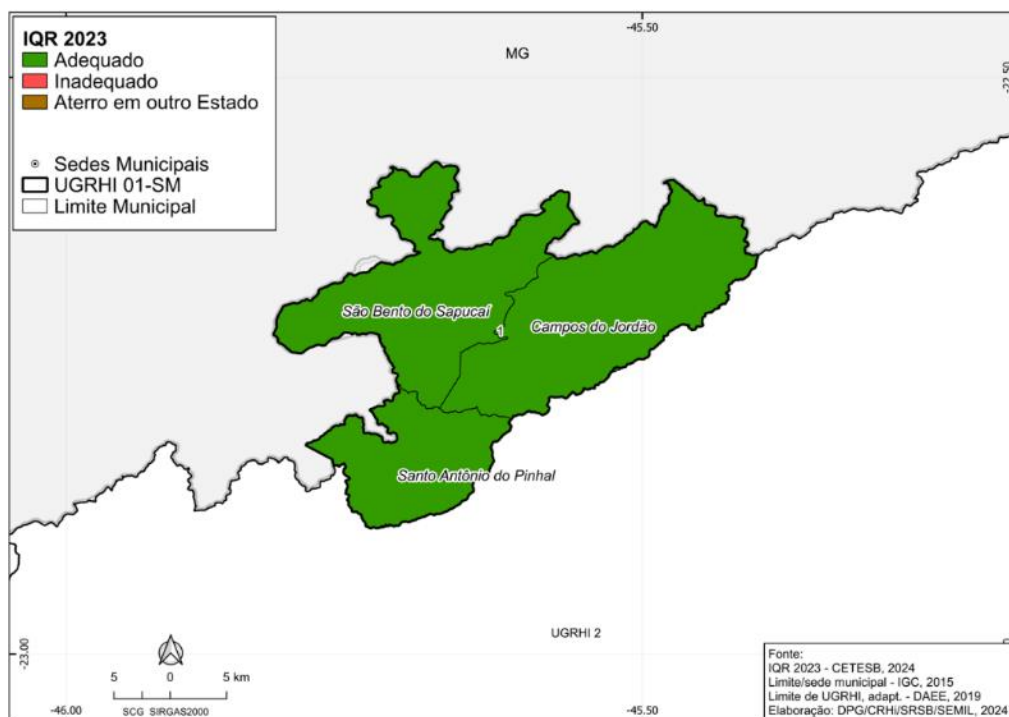 IQR 2023
Adequado
Inadequado
Aterro em outro Estado
Sedes Municipais
UGRHI 01-SM
Limite Municipal
-45.50
MG
São Bento do Sapucaí
1
Campos do Jordão
Santo Antônio do Pinhal
UGRHI 2
-23.00
5 0 5 km
SCG_SIRGAS2000
-46.00
-45.50
Fonte:
IQR 2023 - CETESB, 2024
Limite/sede municipal - IGC, 2015
Limite de UGRHI, adapt. - DAEE, 2019
Elaboração: DPG/CRHi/SRSB/SEMIL, 2024